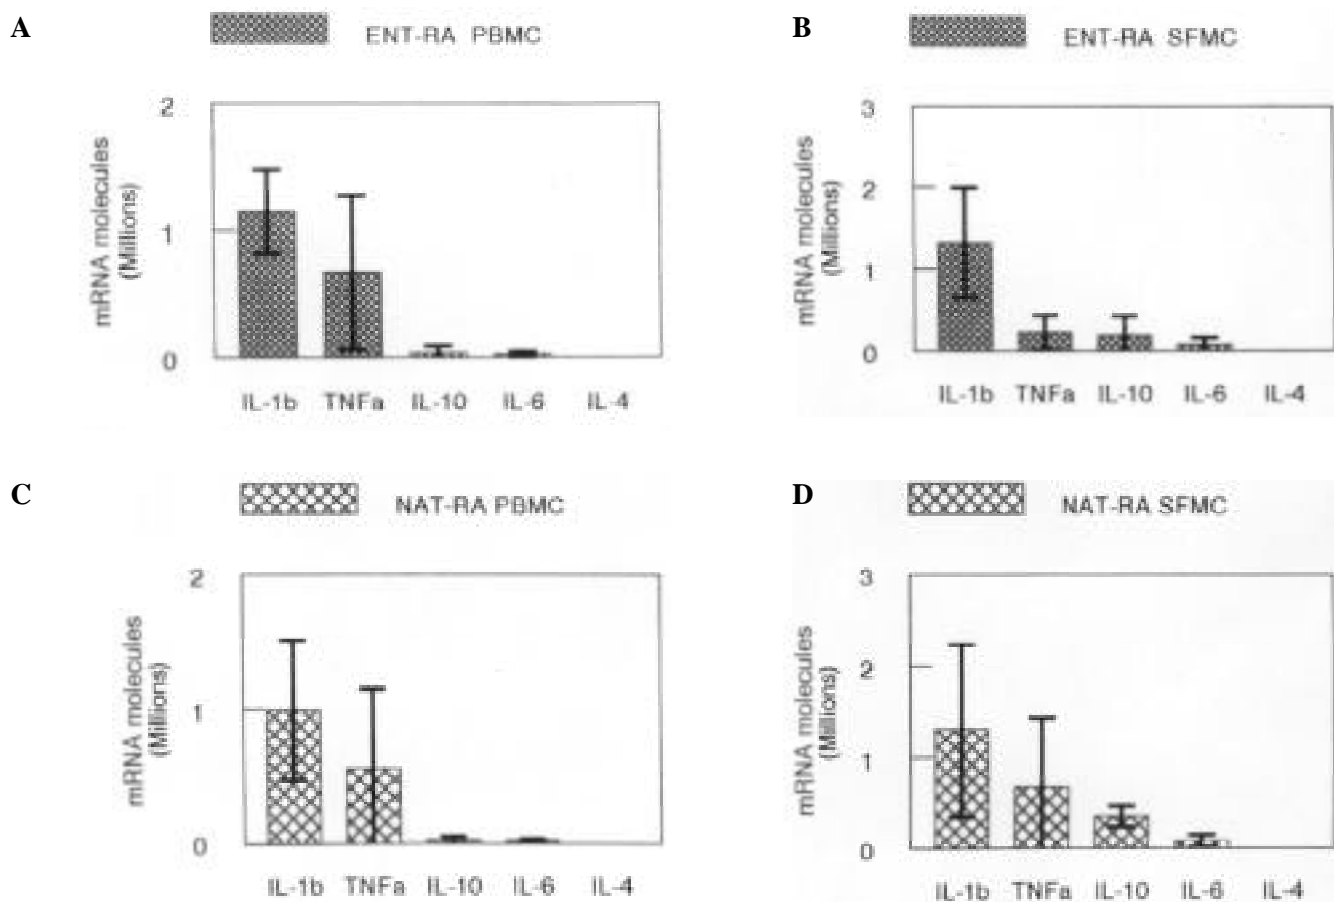 A
ENT-RA PBMC
2
1
0
mRNA molecules
(Millions)
IL-1b TNFa IL-10 IL-6 IL-4
B
ENT-RA SFMC
3
2
1
0
mRNA molecules
(Millions)
IL-1b TNFa IL-10 IL-6 IL-4
C
NAT-RA PBMC
2
1
0
mRNA molecules
(Millions)
IL-1b TNFa IL-10 IL-6 IL-4
D
NAT-RA SFMC
3
2
1
0
mRNA molecules
(Millions)
IL-1b TNFa IL-10 IL-6 IL-4